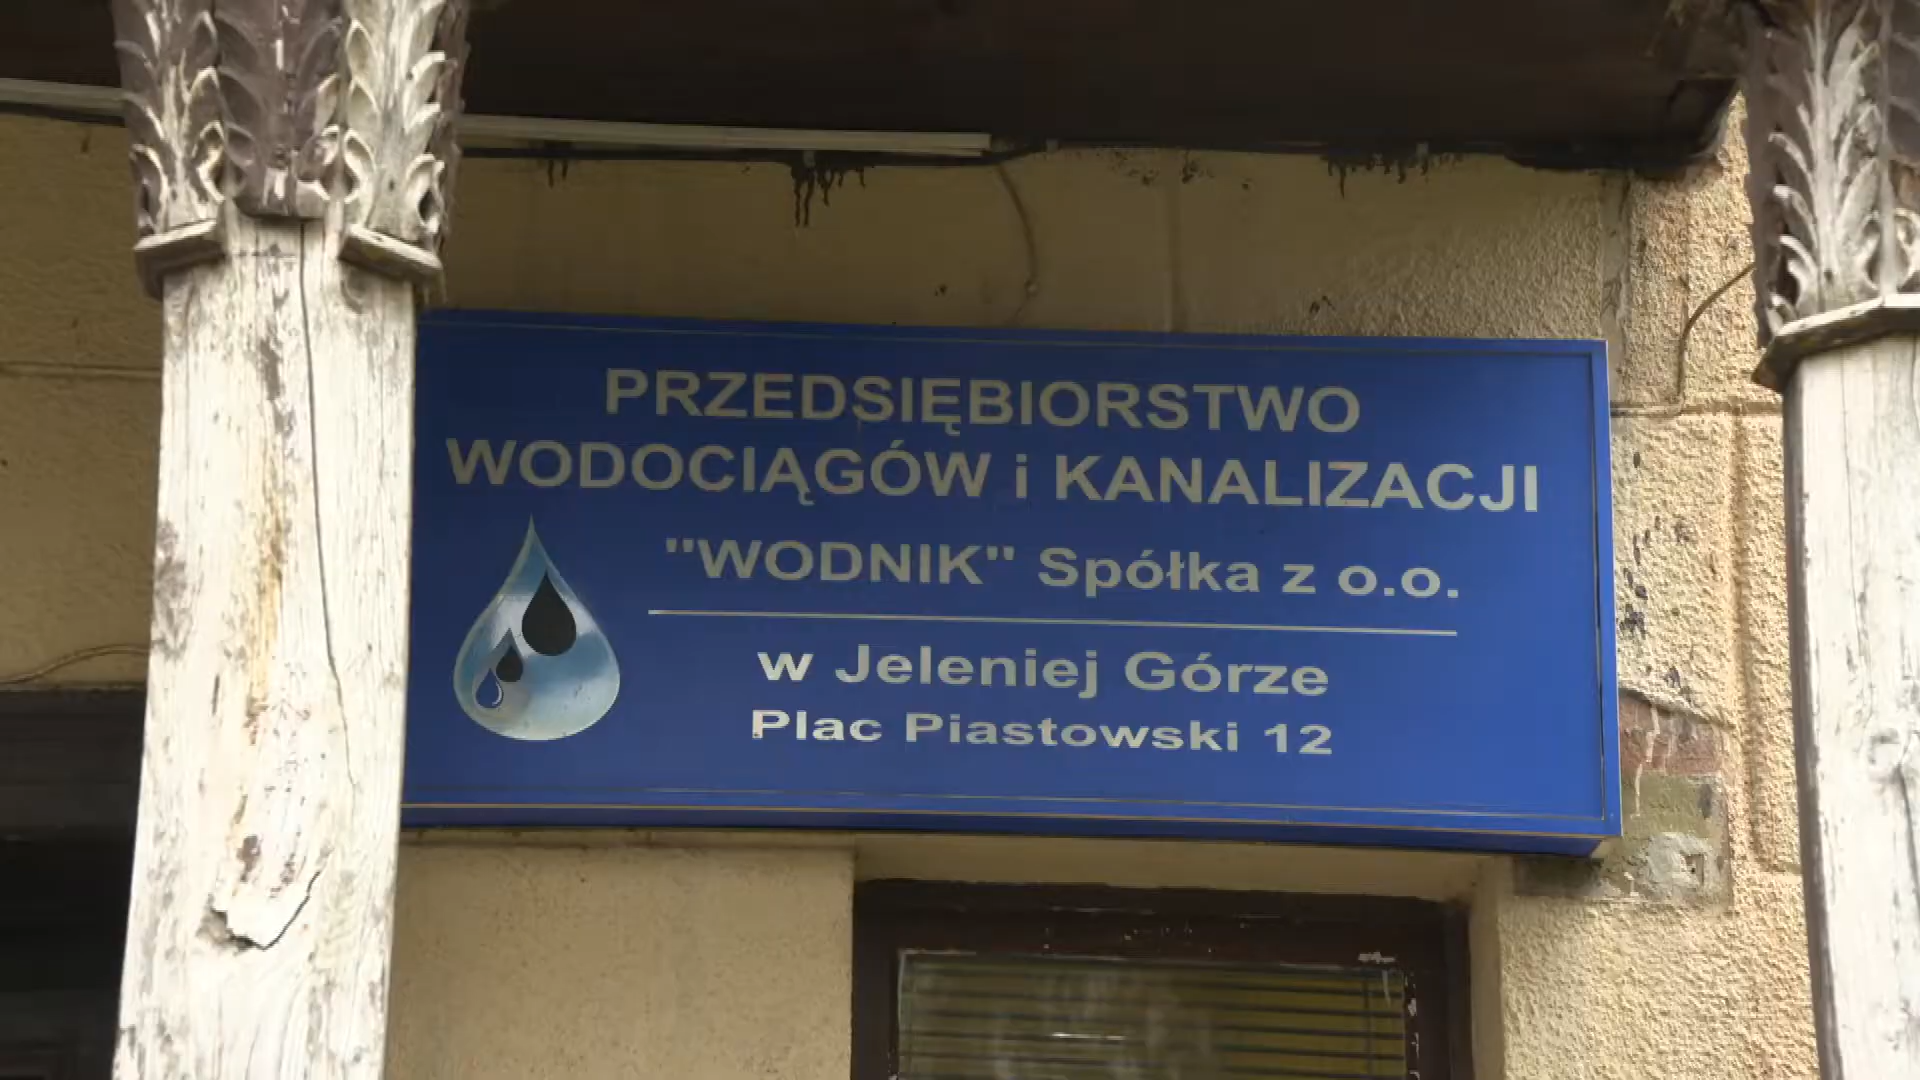 PRZEDSIĘBIORSTWO
WODOCIĄGÓW i KANALIZACJI
"WODNIK" Spółka z o.o.
w Jeleniej Górze
Plac Piastowski 12